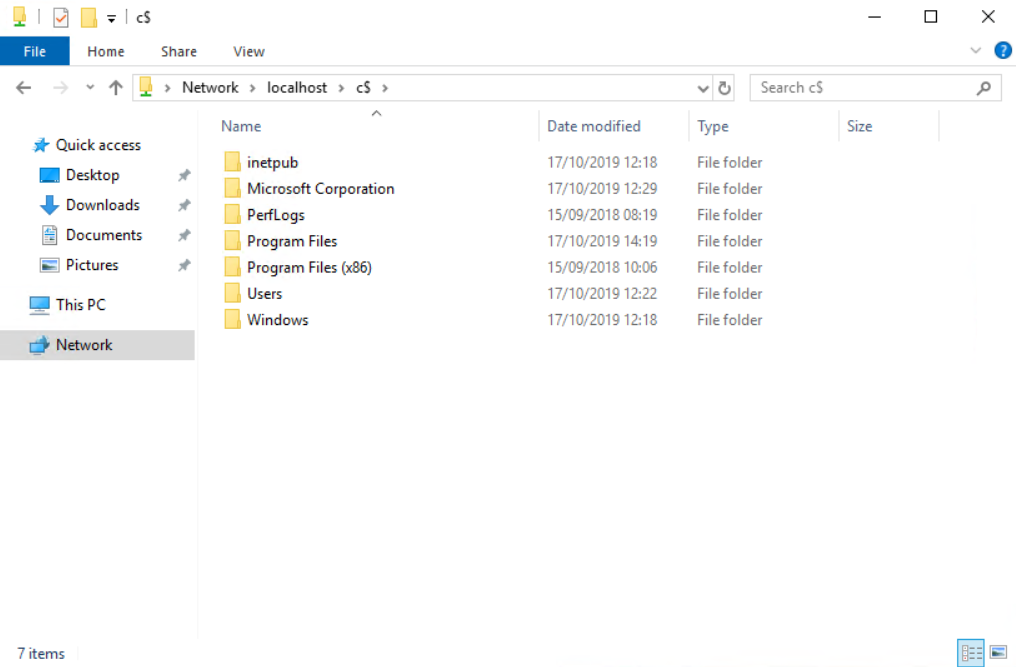 c$
File Home Share View
Network localhost c$ Search c$
Name Date modified Type Size
Quick access
Desktop
Downloads
Documents
Pictures
This PC
Network
inetpub 17/10/2019 12:18 File folder
Microsoft Corporation 17/10/2019 12:29 File folder
PerfLogs 15/09/2018 08:19 File folder
Program Files 17/10/2019 14:19 File folder
Program Files (x86) 15/09/2018 10:06 File folder
Users 17/10/2019 12:22 File folder
Windows 17/10/2019 12:18 File folder
7 items